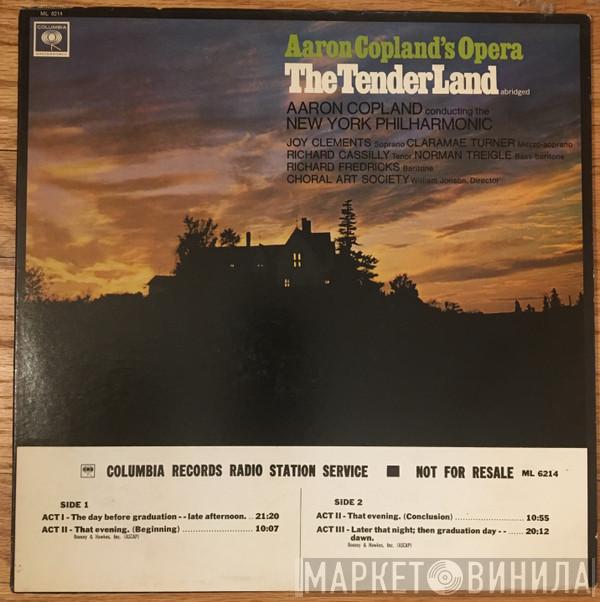 ML 6214
COLUMBIA
Aaron Copland's Opera
The Tender Land abridged
AARON COPLAND conducting the
NEW YORK PHILHARMONIC
JOY CLEMENTS Soprano CLARAMAE TURNER Mezzo-soprano
RICHARD CASSILLY Tenor NORMAN TREIGLE Bass-baritone
RICHARD FREDRICKS Baritone
CHORAL ART SOCIETY William Jonson, Director
COLUMBIA RECORDS RADIO STATION SERVICE ■ NOT FOR RESALE ML 6214
SIDE 1
ACT I - The day before graduation - - late afternoon. .. 21:20
ACT II - That evening. (Beginning) ........................ 10:07
Boosey & Hawkes, Inc. (ASCAP)
SIDE 2
ACT II - That evening. (Conclusion) ........................ 10:55
ACT III - Later that night; then graduation day - - ..... 20:12
dawn.
Boosey & Hawkes, Inc. (ASCAP)
МАРКЕТ ВИНИЛА